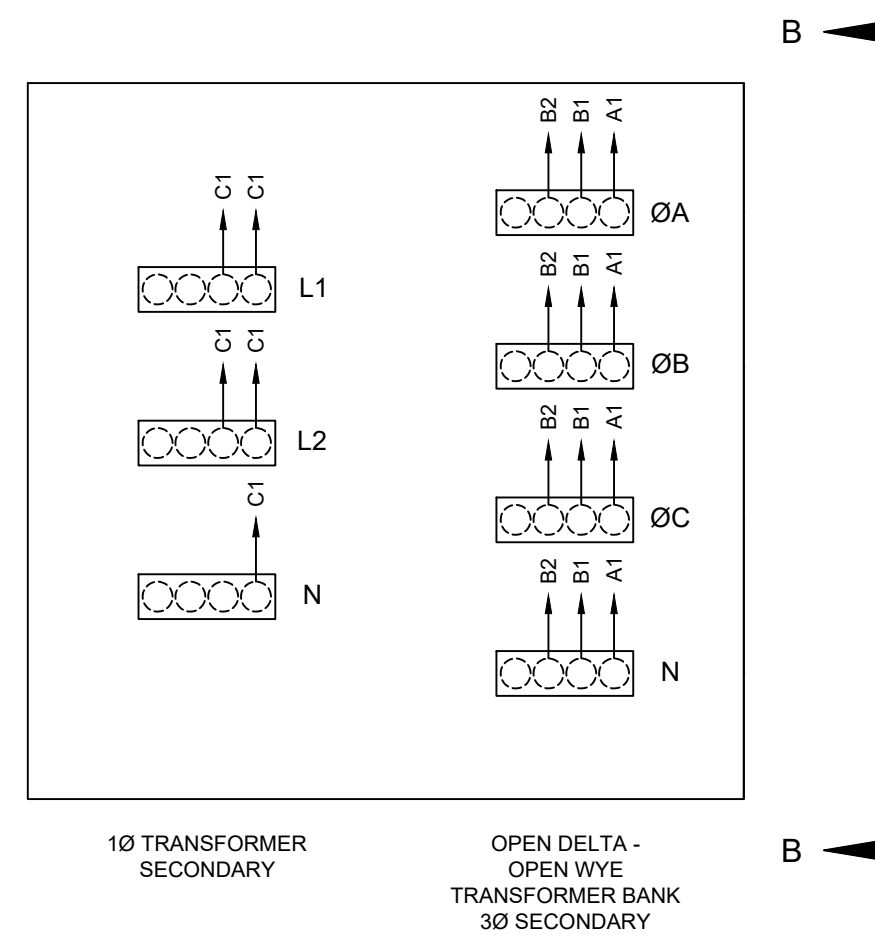 B
B2 B1 A1
ØA
C1 C1
L1
B2 B1 A1
ØB
C1 C1
L2
B2 B1 A1
ØC
C1
N
B2 B1 A1
N
1Ø TRANSFORMER
SECONDARY
OPEN DELTA -
OPEN WYE
TRANSFORMER BANK
3Ø SECONDARY
B